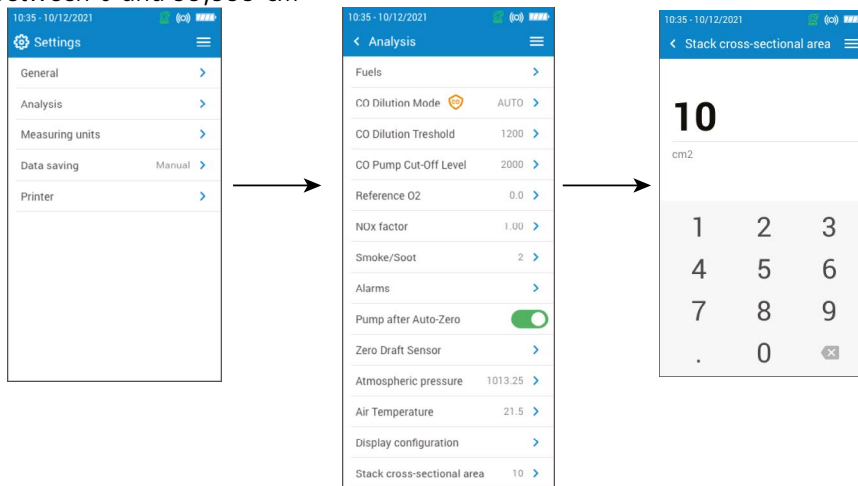 10:35 - 10/12/2021
Settings
General
Analysis
Measuring units
Data saving Manual
Printer
10:35 - 10/12/2021
Analysis
Fuels
CO Dilution Mode CO AUTO
CO Dilution Treshold 1200
CO Pump Cut-Off Level 2000
Reference O2 0.0
NOx factor 1.00
Smoke/Soot 2
Alarms
Pump after Auto-Zero
Zero Draft Sensor
Atmospheric pressure 1013.25
Air Temperature 21.5
Display configuration
Stack cross-sectional area 10
10:35 - 10/12/2021
Stack cross-sectional area
10
cm2
1 2 3
4 5 6
7 8 9
. 0